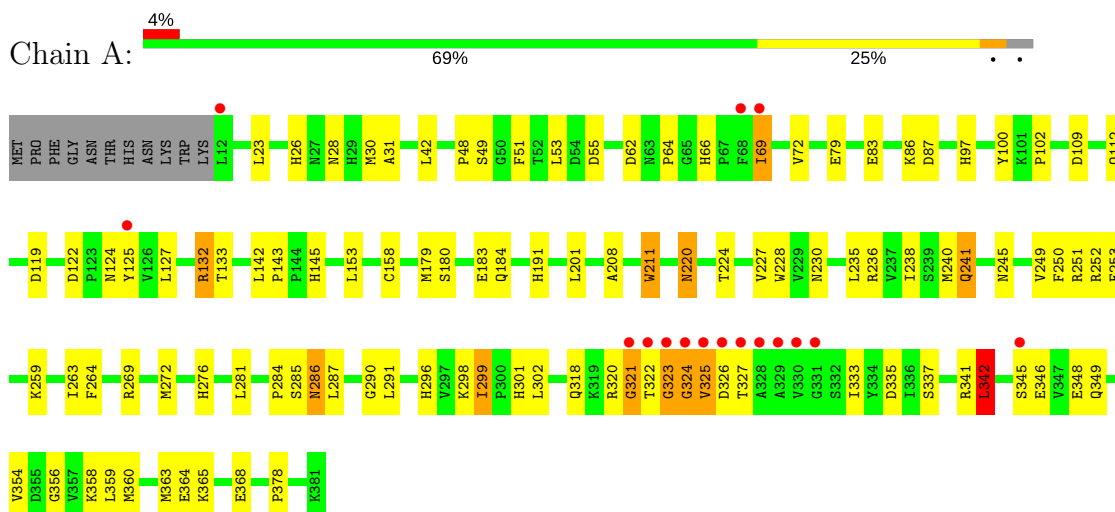 4%
Chain A:
69% 25% • •
MET PRO PHE GLY ASN THR HIS ASN LYS TRP LYS L12 L23 H26 N27 N28 H29 M30 A31 L42 P48 S49 G50 F51 T52 L53 D54 D55 D62 N63 P64 G65 H66 P67 F68 I69 V72 E79 E83 K86 D87 H97 Y100 K101 P102 D109
D119 D122 P123 N124 Y125 V126 L127 R132 T133 L142 P143 P144 H145 L153 C158 M179 S180 E183 Q184 H191 L201 A208 W211 N220 T224 V227 W228 V229 N230 L235 R236 V237 I238 S239 M240 Q241 N245 V249 F250 R251 R252
K259 I263 F264 R269 M272 H276 L281 P284 S285 N286 L287 G290 L291 H296 V297 K298 I299 P300 H301 L302 Q318 K319 R320 G321 T322 G323 G324 V325 D326 T327 A328 A329 V330 G331 S332 I333 Y334 D335 I336 S337 R341 L342 S345 E346 V347 E348 Q349
V354 D355 G356 V357 K358 L359 M360 M363 E364 K365 E368 P378 K381